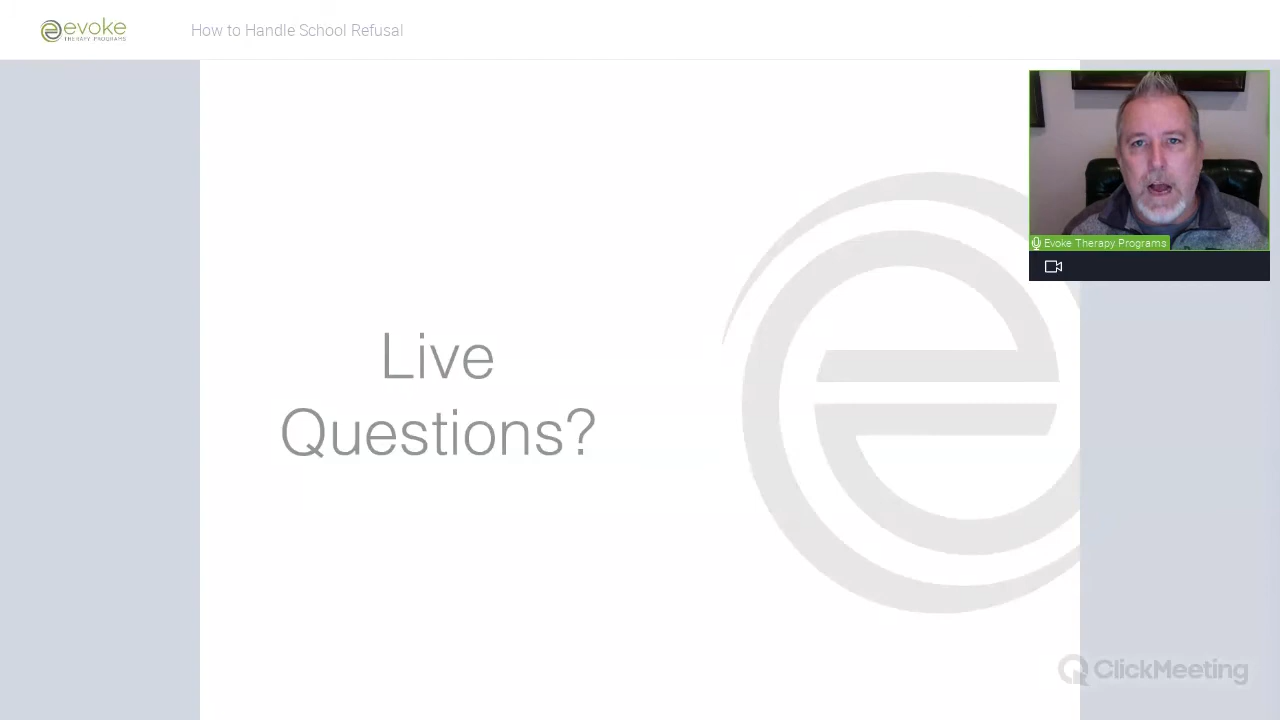 evoke
THERAPY PROGRAMS
How to Handle School Refusal
Evoke Therapy Programs
Live
Questions?
ClickMeeting